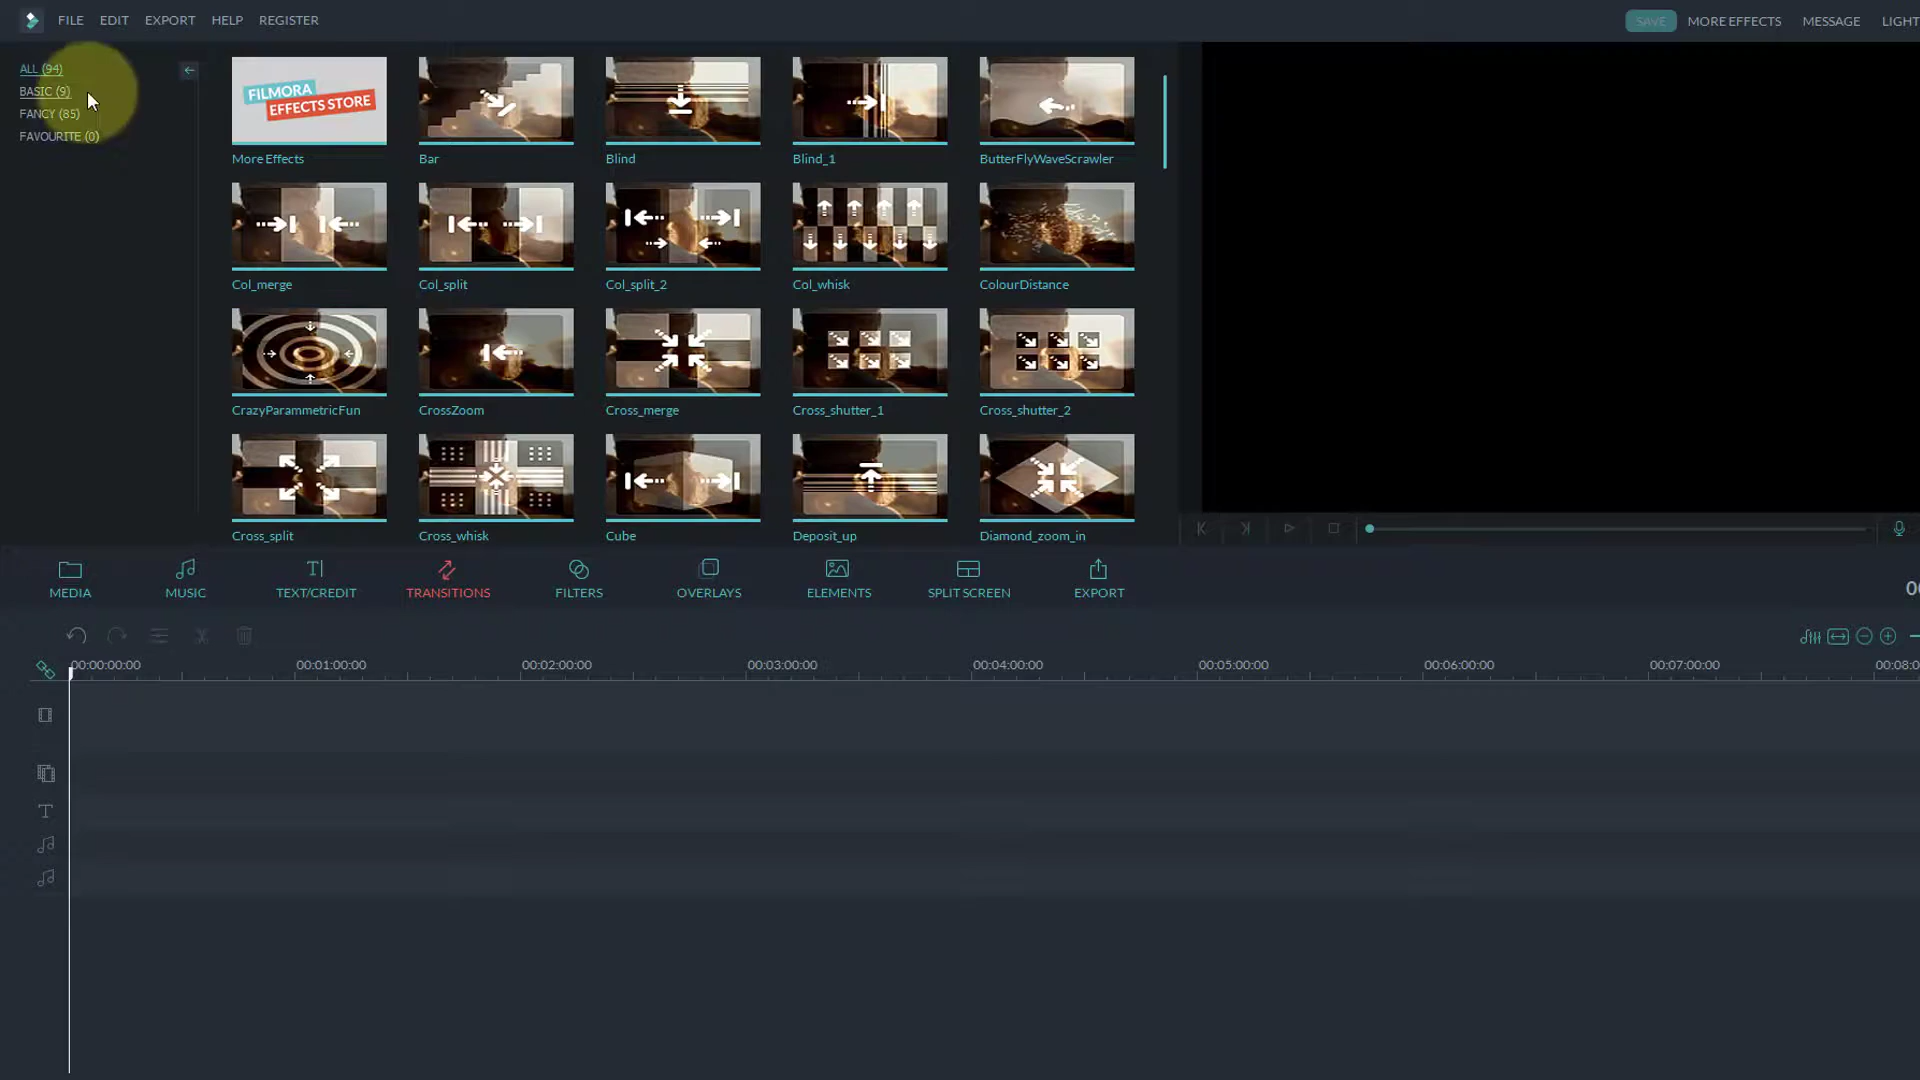 FILE EDIT EXPORT HELP REGISTER SAVE MORE EFFECTS MESSAGE LIGHT
ALL (94)
BASIC (9)
FANCY (85)
FAVOURITE (0)
FILMORA
EFFECTS STORE
More Effects Bar Blind Blind_1 ButterFlyWaveScrawler
Col_merge Col_split Col_split_2 Col_whisk ColourDistance
CrazyParammetricFun CrossZoom Cross_merge Cross_shutter_1 Cross_shutter_2
Cross_split Cross_whisk Cube Deposit_up Diamond_zoom_in
MEDIA MUSIC TEXT/CREDIT TRANSITIONS FILTERS OVERLAYS ELEMENTS SPLIT SCREEN EXPORT
00:00:00:00 00:01:00:00 00:02:00:00 00:03:00:00 00:04:00:00 00:05:00:00 00:06:00:00 00:07:00:00 00:08:0